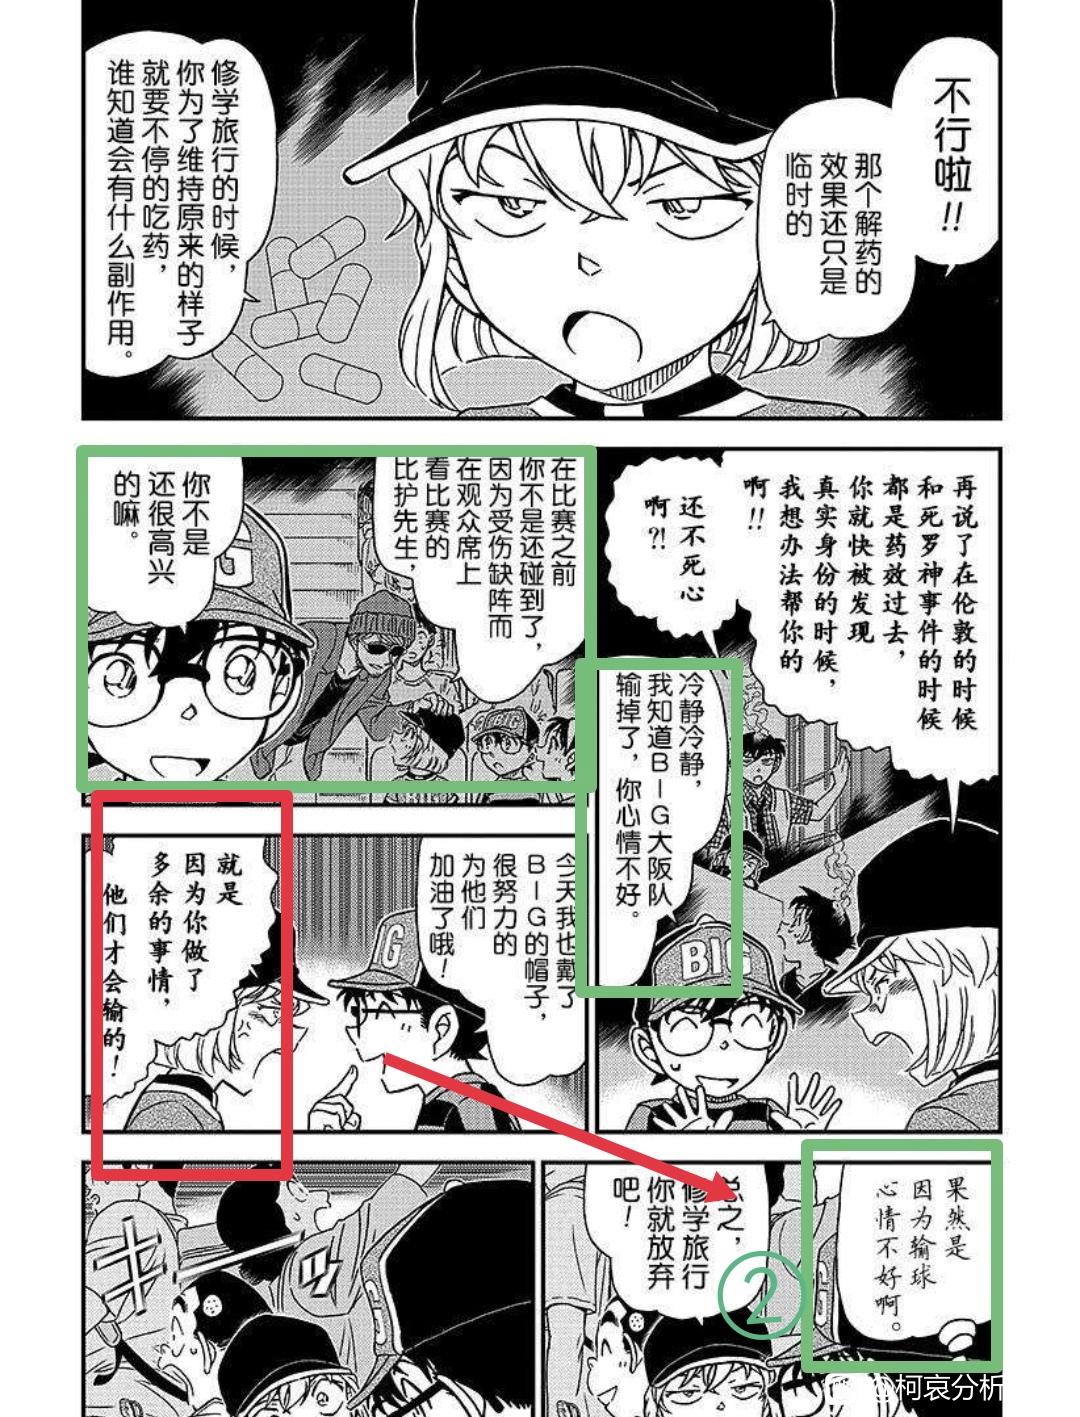 不行啦!!
那个解药的
效果还只是
临时的
修学旅行的时候，
你为了维持原来的样子
就要不停的吃药，
谁知道会有什么副作用。
再说了在伦敦的时候
和死罗神事件的时候
都是药效过去，
你就快被发现
真实身份的时候，
我想办法帮你的
啊!!
还不死心
啊?!
冷静冷静，
我知道BIG大阪队
输掉了，你心情不好。
BIG
在比赛之前
你不是还碰到了，
因为受伤缺阵而
在观众席上
看比赛的
比护先生，
BIG
你不是
还很高兴
的嘛。
G
今天我也戴了
BIG的帽子，
很努力的
为他们
加油了哦！
G
就是
因为你做了
多余的事情，
他们才会输的！
果然是
因为输球
心情不好啊。
总之，
修学旅行
你就放弃
吧！
②
@柯哀分析